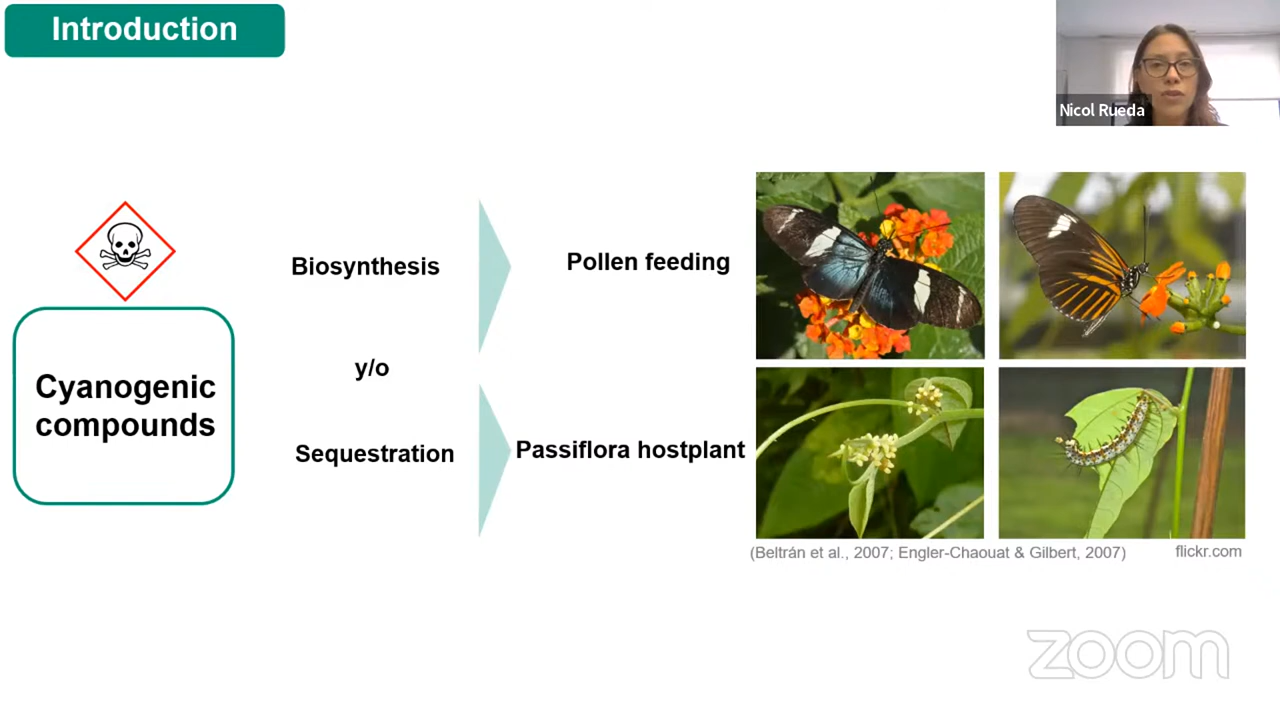 Introduction
Nicol Rueda
Biosynthesis
Pollen feeding
Cyanogenic
compounds
y/o
Sequestration
Passiflora hostplant
(Beltrán et al., 2007; Engler-Chaouat & Gilbert, 2007)
flickr.com
zoom